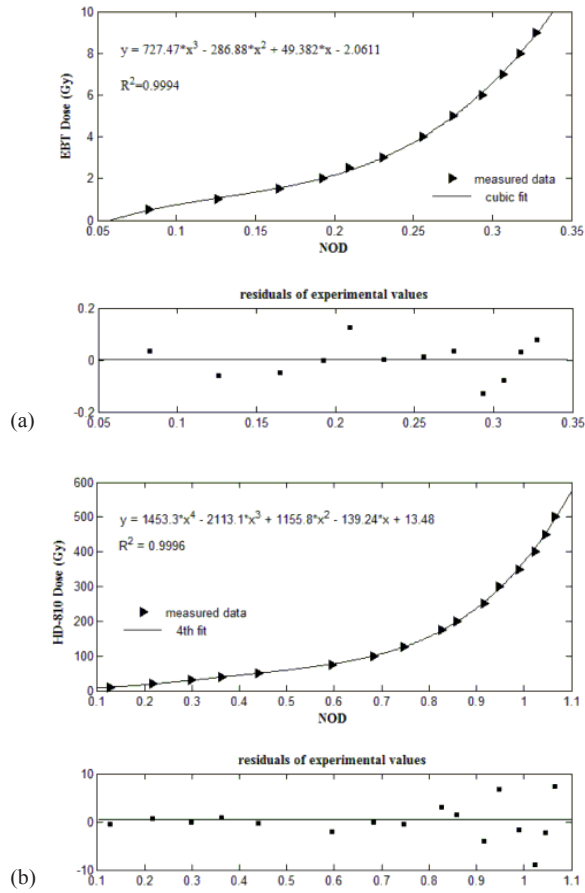 10
y = 727.47*x3 - 286.88*x2 + 49.382*x - 2.0611
8
R2=0.9994
6
EBT Dose (Gy)
4
measured data
2
cubic fit
0
0.05 0.1 0.15 0.2 0.25 0.3 0.35
NOD
residuals of experimental values
0.2
0
-0.2
0.05 0.1 0.15 0.2 0.25 0.3 0.35
(a)
600
y = 1453.3*x4 - 2113.1*x3 + 1155.8*x2 - 139.24*x + 13.48
500
R2 = 0.9996
400
HD-810 Dose (Gy)
300
measured data
200
4th fit
100
0
0.1 0.2 0.3 0.4 0.5 0.6 0.7 0.8 0.9 1 1.1
NOD
residuals of experimental values
10
0
-10
0.1 0.2 0.3 0.4 0.5 0.6 0.7 0.8 0.9 1 1.1
(b)